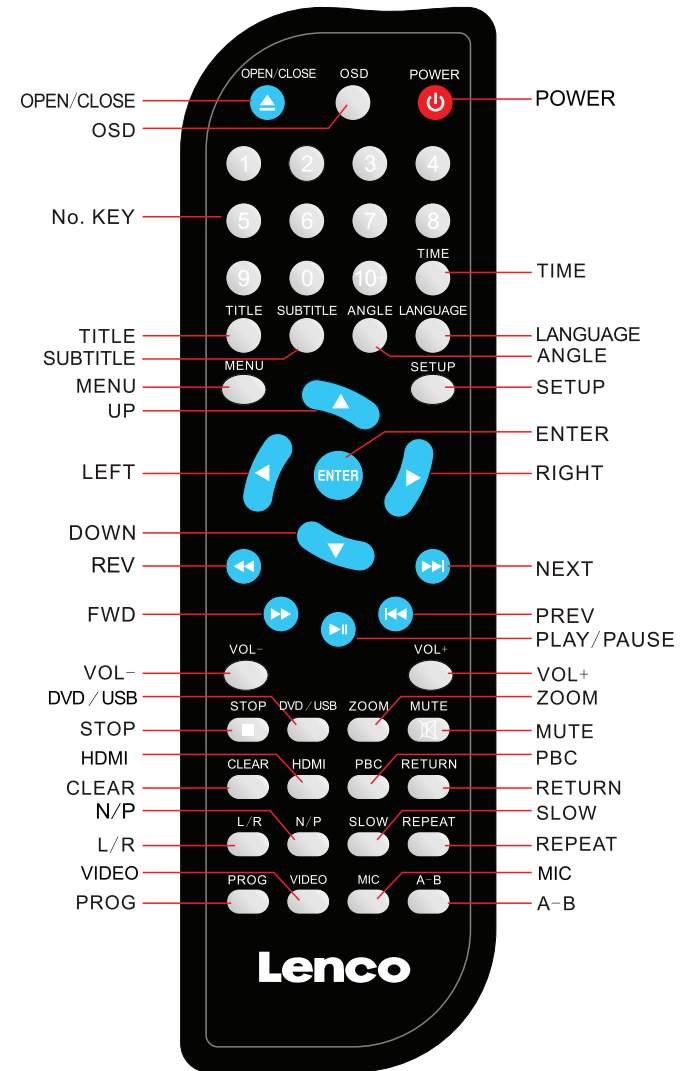 OPEN/CLOSE OSD POWER
OPEN/CLOSE
POWER
OSD
1 2 3 4
No. KEY
5 6 7 8
TIME
9 0 10+
TIME
TITLE SUBTITLE ANGLE LANGUAGE
TITLE
LANGUAGE
SUBTITLE
ANGLE
MENU SETUP
MENU
SETUP
UP
ENTER
LEFT
ENTER
RIGHT
DOWN
REV
NEXT
FWD
PREV
PLAY/PAUSE
VOL- VOL+
VOL-
VOL+
DVD/USB
ZOOM
STOP DVD/USB ZOOM MUTE
STOP
MUTE
HDMI
PBC
CLEAR HDMI PBC RETURN
CLEAR
RETURN
N/P
SLOW
L/R N/P SLOW REPEAT
L/R
REPEAT
VIDEO
MIC
PROG VIDEO MIC A-B
PROG
A-B
Lenco